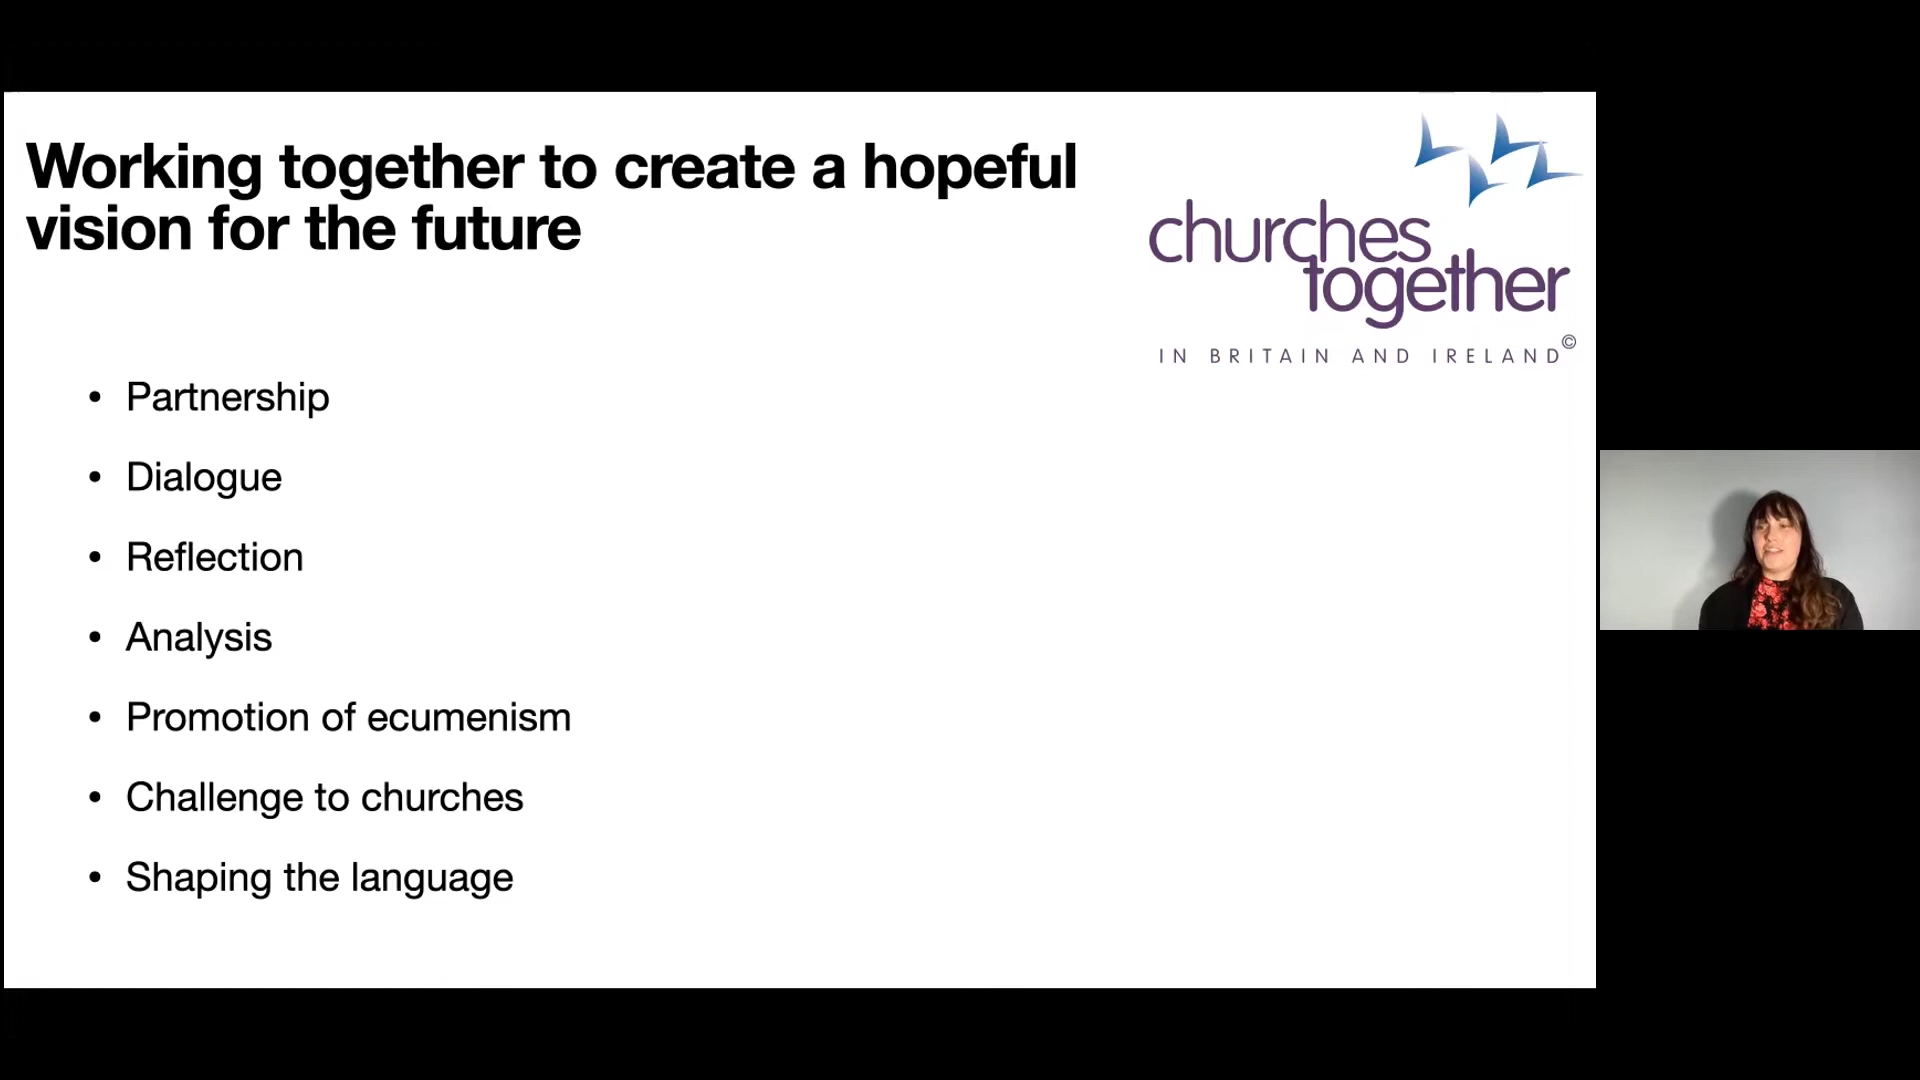 Working together to create a hopeful
vision for the future
churches
together
IN BRITAIN AND IRELAND©
• Partnership
• Dialogue
• Reflection
• Analysis
• Promotion of ecumenism
• Challenge to churches
• Shaping the language